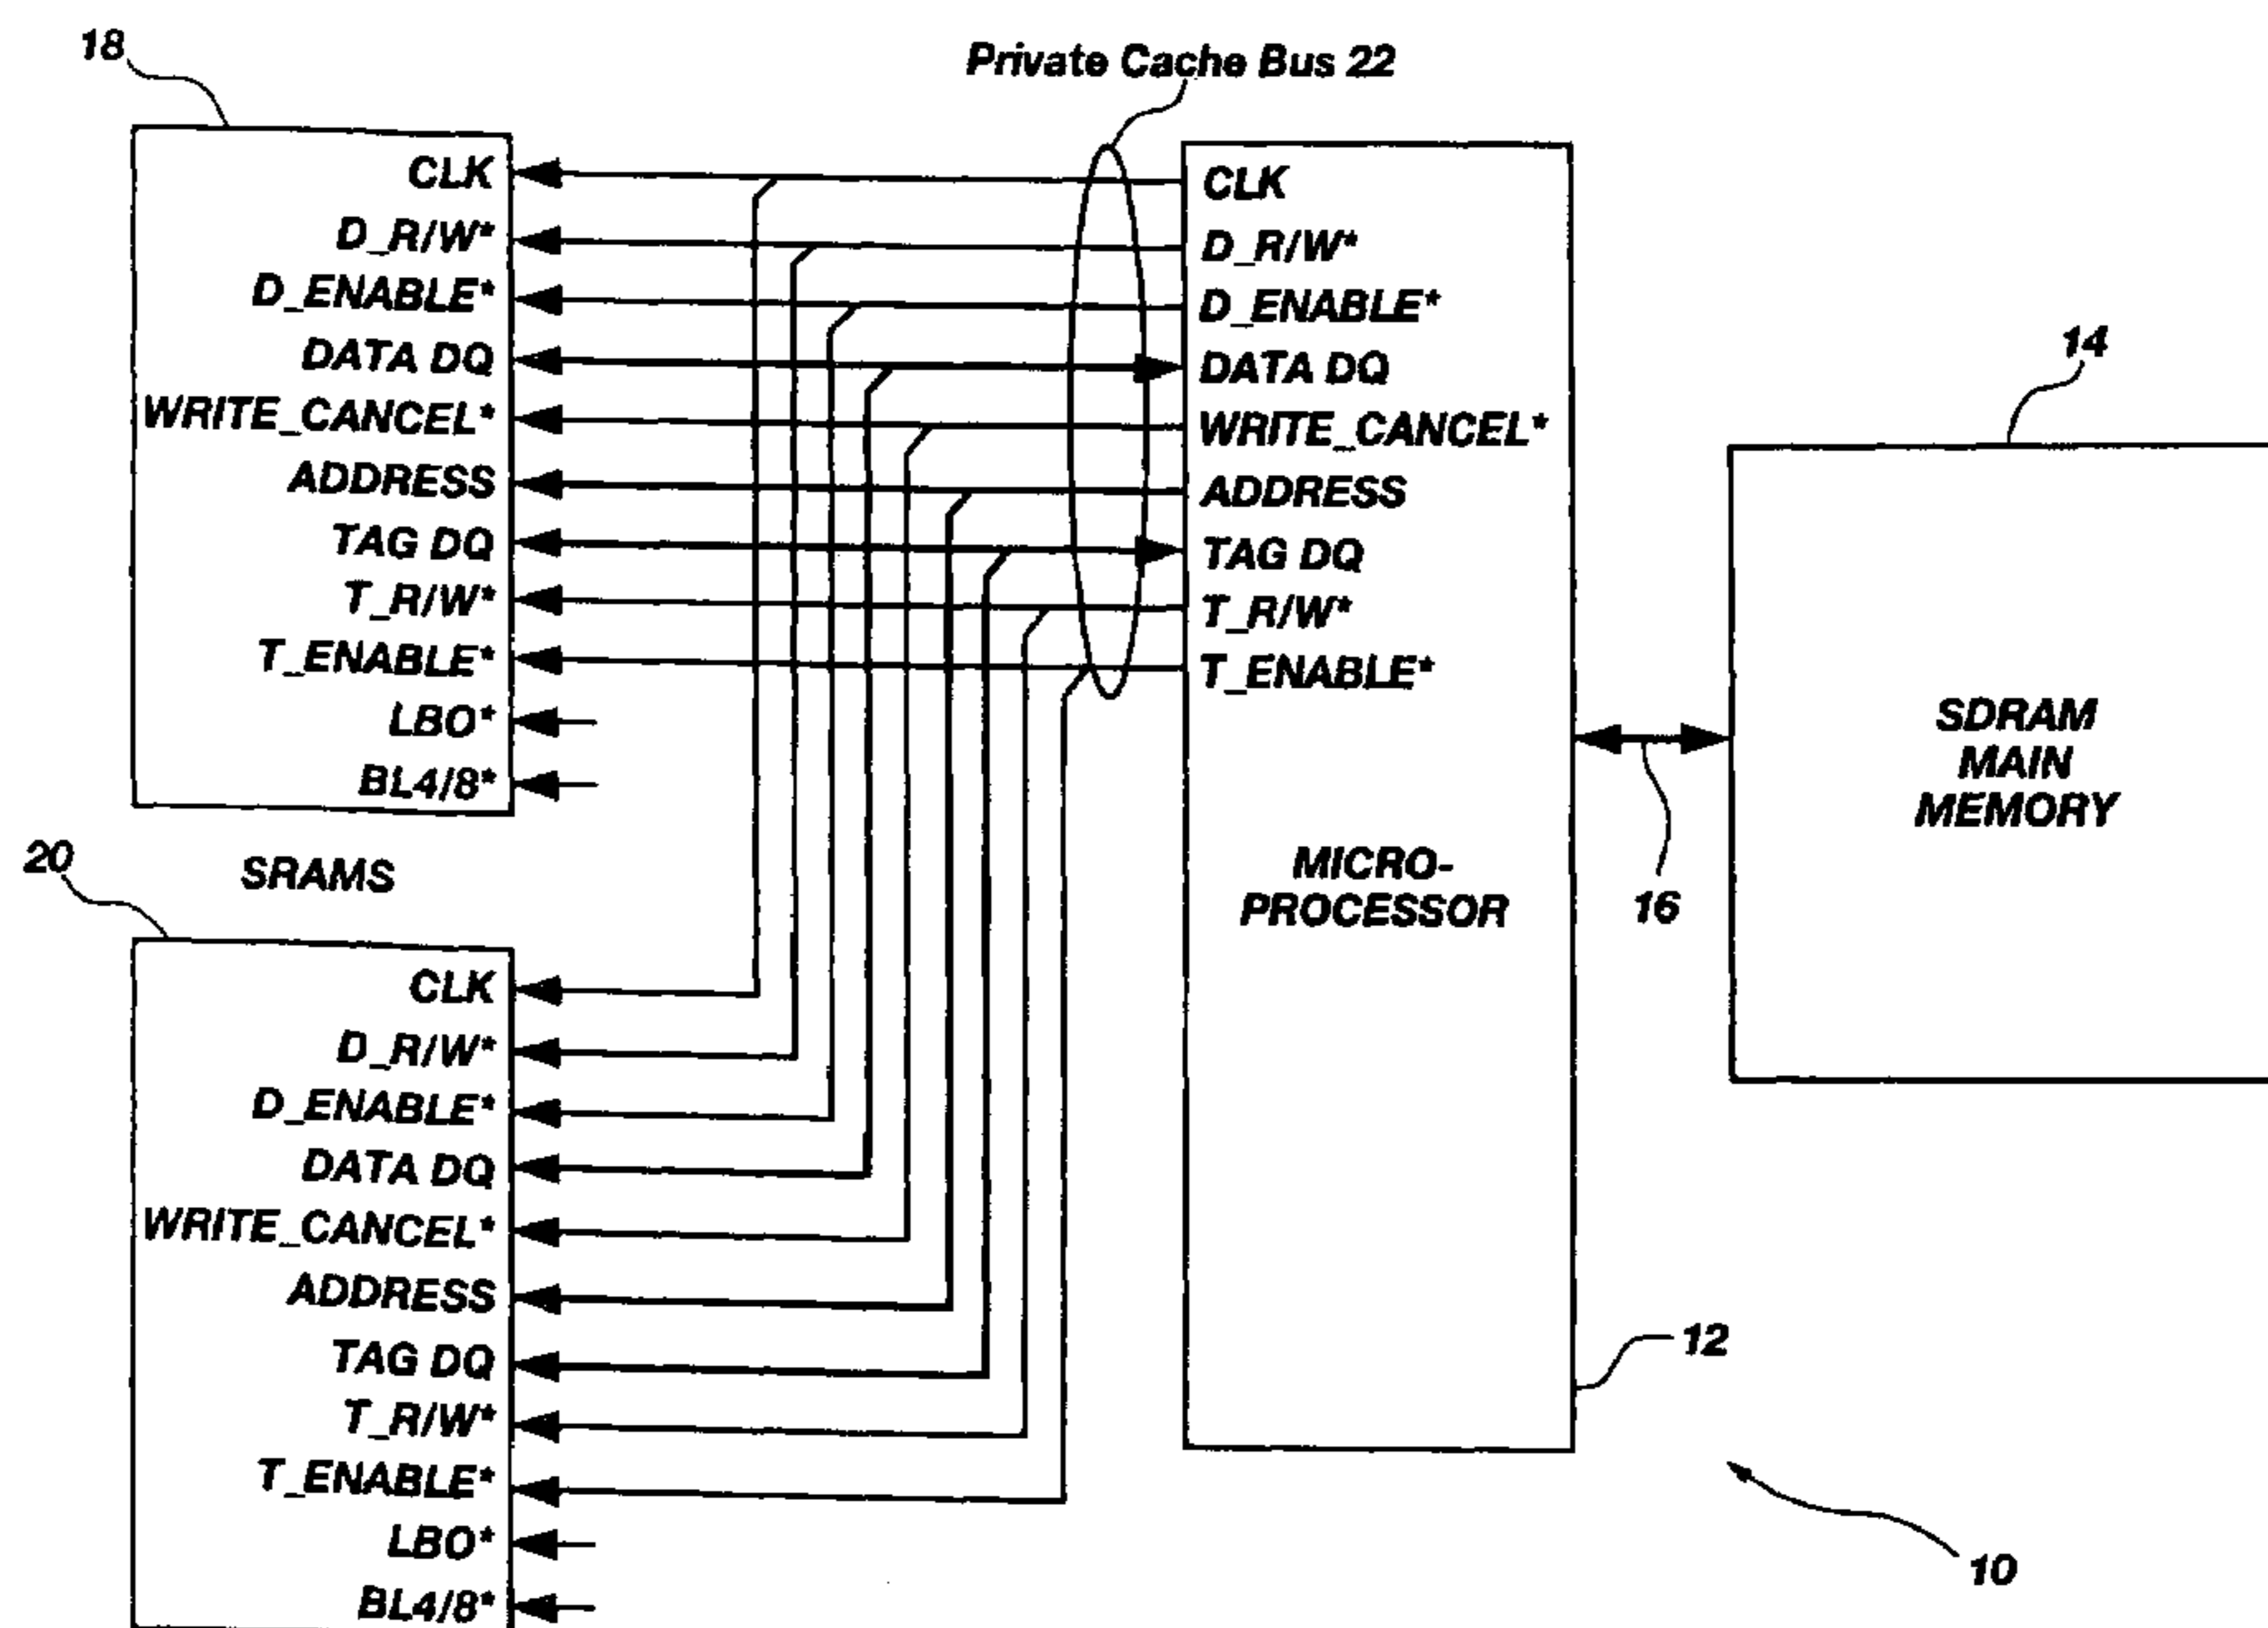 18
Private Cache Bus 22
CLK
D_R/W*
D_ENABLE*
DATA DQ
WRITE_CANCEL*
ADDRESS
TAG DQ
T_R/W*
T_ENABLE*
LBO*
BL4/8*
CLK
D_R/W*
D_ENABLE*
DATA DQ
WRITE_CANCEL*
ADDRESS
TAG DQ
T_R/W*
T_ENABLE*
MICRO-
PROCESSOR
14
SDRAM
MAIN
MEMORY
16
20
SRAMS
CLK
D_R/W*
D_ENABLE*
DATA DQ
WRITE_CANCEL*
ADDRESS
TAG DQ
T_R/W*
T_ENABLE*
LBO*
BL4/8*
12
10